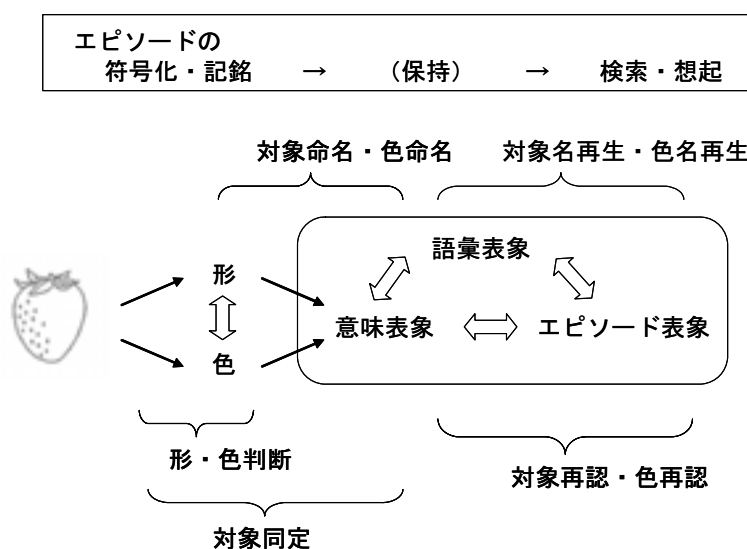 エピソードの
符号化・記銘 → （保持） → 検索・想起
対象命名・色命名 対象名再生・色名再生
語彙表象
形
意味表象 エピソード表象
色
形・色判断
対象再認・色再認
対象同定